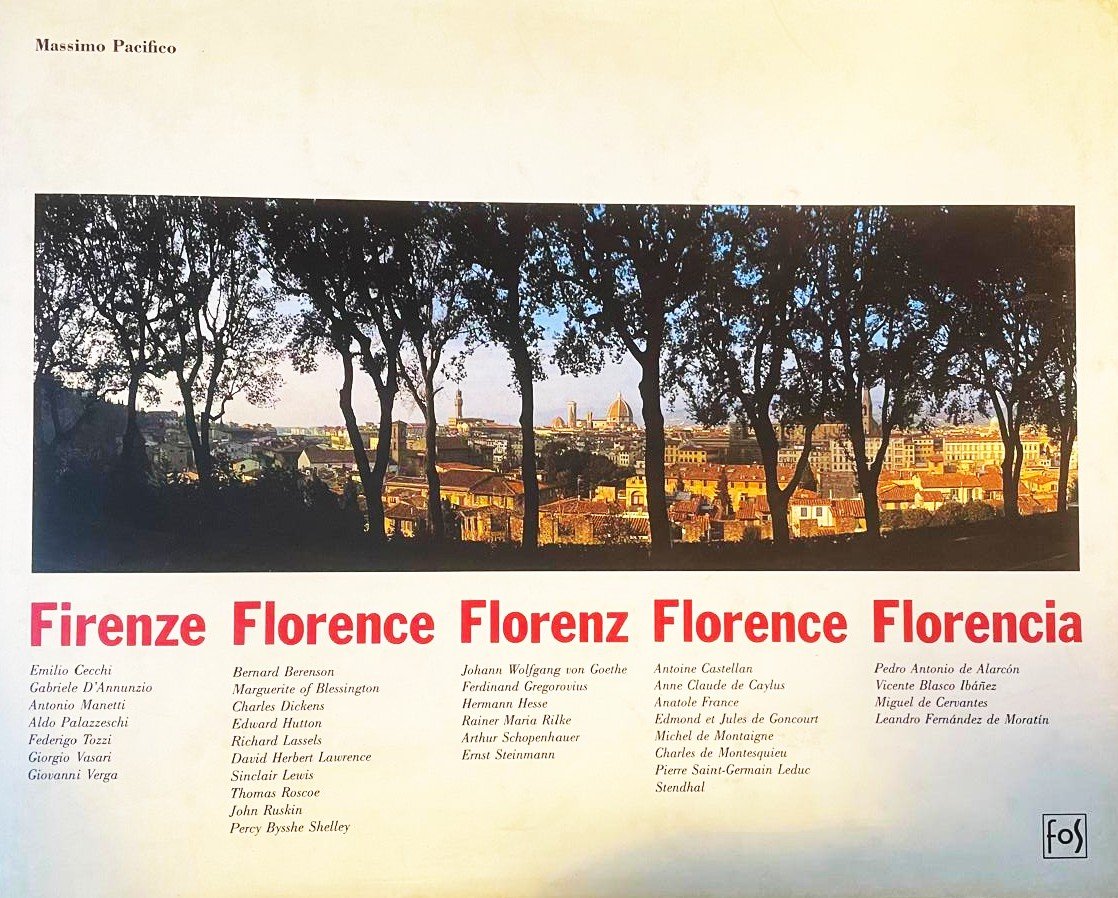 Massimo Pacifico
Firenze
Emilio Cecchi
Gabriele D'Annunzio
Antonio Manetti
Aldo Palazzeschi
Federigo Tozzi
Giorgio Vasari
Giovanni Verga
Florence
Bernard Berenson
Marguerite of Blessington
Charles Dickens
Edward Hutton
Richard Lassels
David Herbert Lawrence
Sinclair Lewis
Thomas Roscoe
John Ruskin
Percy Bysshe Shelley
Florenz
Johann Wolfgang von Goethe
Ferdinand Gregorovius
Hermann Hesse
Rainer Maria Rilke
Arthur Schopenhauer
Ernst Steinmann
Florence
Antoine Castellan
Anne Claude de Caylus
Anatole France
Edmond et Jules de Goncourt
Michel de Montaigne
Charles de Montesquieu
Pierre Saint-Germain Leduc
Stendhal
Florencia
Pedro Antonio de Alarcón
Vicente Blasco Ibáñez
Miguel de Cervantes
Leandro Fernández de Moratín
foS